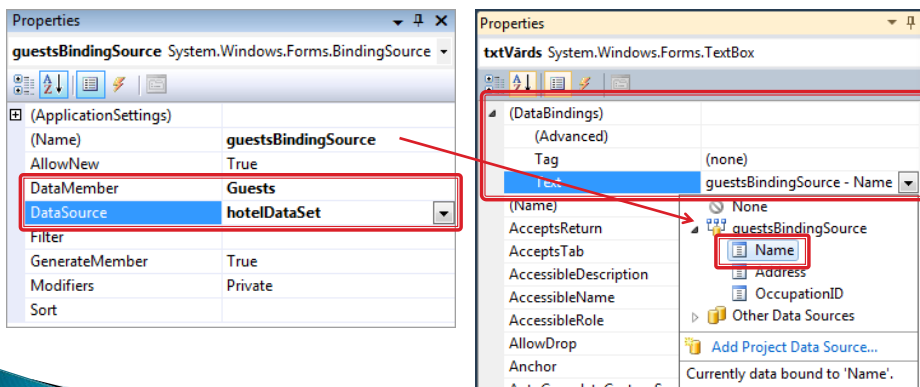 Properties
guestsBindingSource System.Windows.Forms.BindingSource
(ApplicationSettings)
(Name) guestsBindingSource
AllowNew True
DataMember Guests
DataSource hotelDataSet
Filter
GenerateMember True
Modifiers Private
Sort
Properties
txtVārds System.Windows.Forms.TextBox
(DataBindings)
(Advanced)
Tag (none)
Text guestsBindingSource - Name
(Name)
AcceptsReturn
AcceptsTab
AccessibleDescription
AccessibleName
AccessibleRole
AllowDrop
Anchor
None
guestsBindingSource
Name
Address
OccupationID
Other Data Sources
Add Project Data Source...
Currently data bound to 'Name'.